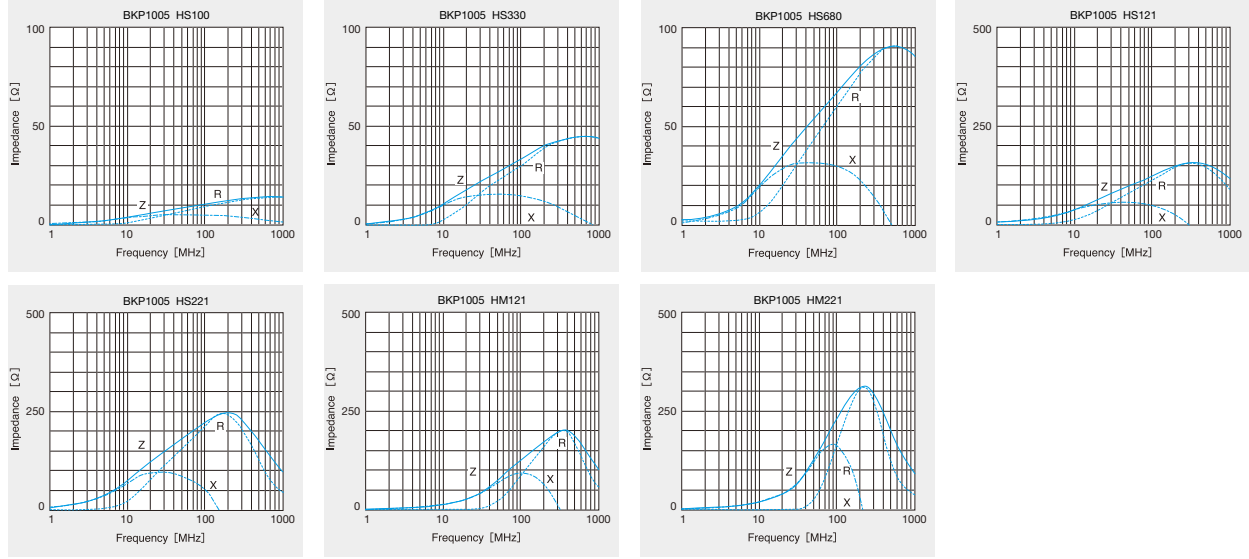 BKP1005 HS100
100
50
0
Impedance [Ω]
Z
R
X
1
10
100
1000
Frequency [MHz]
BKP1005 HS330
100
50
0
Impedance [Ω]
Z
R
X
1
10
100
1000
Frequency [MHz]
BKP1005 HS680
100
50
0
Impedance [Ω]
R
Z
X
1
10
100
1000
Frequency [MHz]
BKP1005 HS121
500
250
0
Impedance [Ω]
Z
R
X
1
10
100
1000
Frequency [MHz]
BKP1005 HS221
500
250
0
Impedance [Ω]
R
Z
X
1
10
100
1000
Frequency [MHz]
BKP1005 HM121
500
250
0
Impedance [Ω]
R
Z
X
1
10
100
1000
Frequency [MHz]
BKP1005 HM221
500
250
0
Impedance [Ω]
Z
R
X
1
10
100
1000
Frequency [MHz]